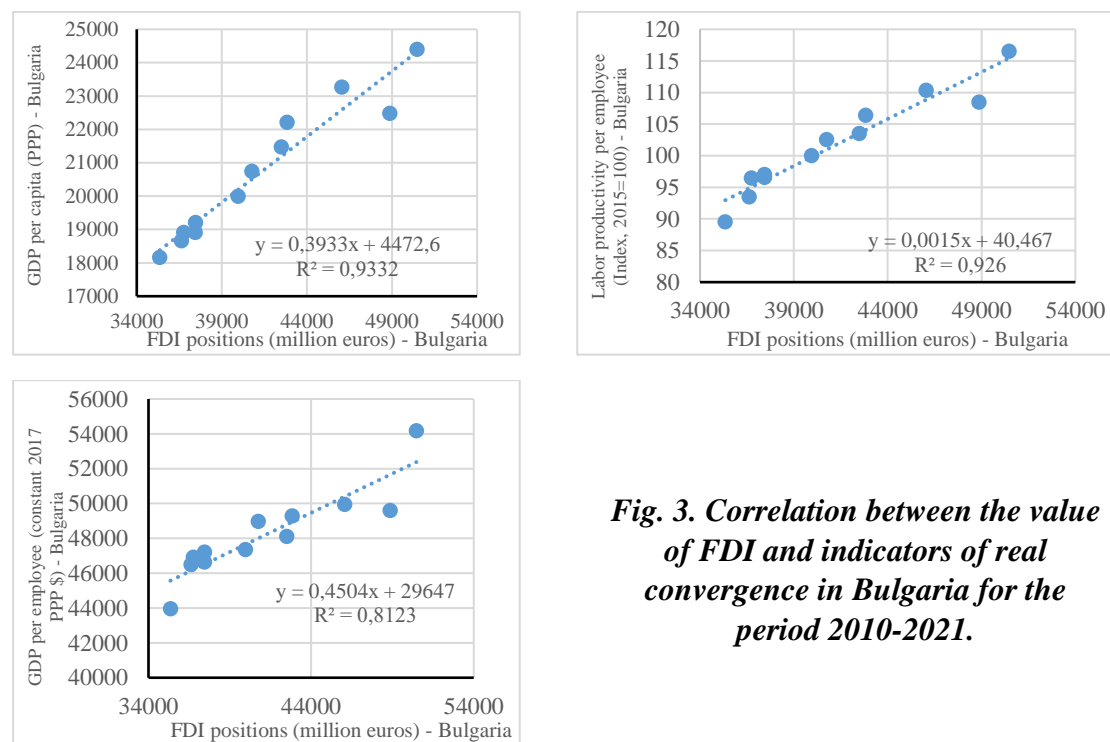 GDP per capita (PPP) - Bulgaria
25000
24000
23000
22000
21000
20000
19000
18000
17000
y = 0,3933x + 4472,6
R² = 0,9332
34000 39000 44000 49000 54000
FDI positions (million euros) - Bulgaria
Labor productivity per employee
(Index, 2015=100) - Bulgaria
120
115
110
105
100
95
90
85
80
y = 0,0015x + 40,467
R² = 0,926
34000 39000 44000 49000 54000
FDI positions (million euros) - Bulgaria
GDP per employee (constant 2017
PPP $) - Bulgaria
56000
54000
52000
50000
48000
46000
44000
42000
40000
y = 0,4504x + 29647
R² = 0,8123
34000 44000 54000
FDI positions (million euros) - Bulgaria
Fig. 3. Correlation between the value
of FDI and indicators of real
convergence in Bulgaria for the
period 2010-2021.